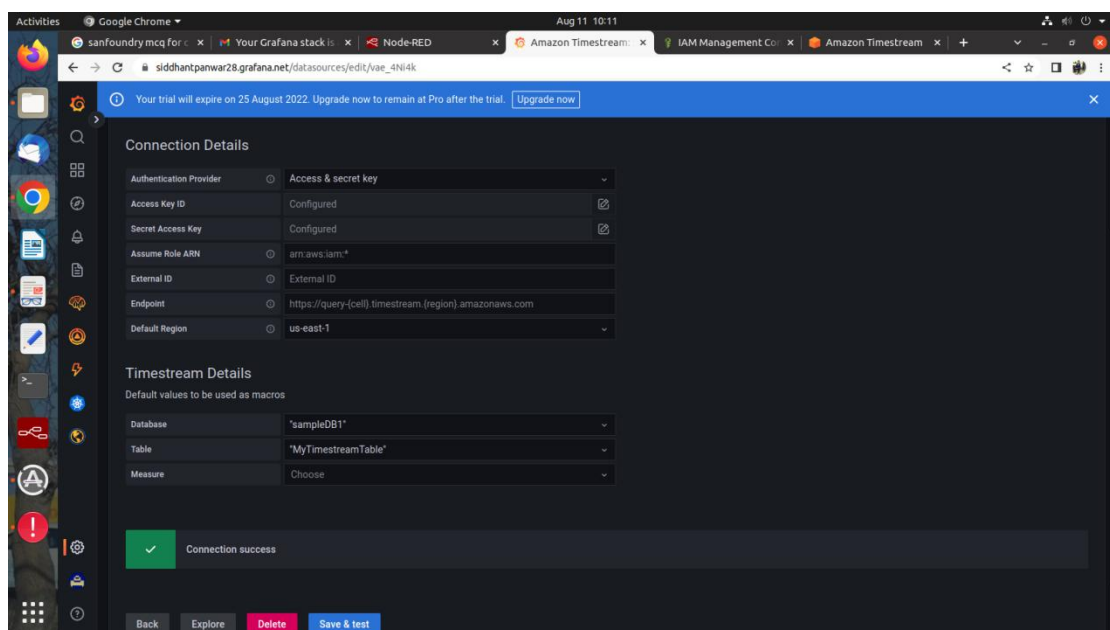 Activities Google Chrome Aug 11 10:11
sanfoundry mcq for c Your Grafana stack is Node-RED Amazon Timestream: IAM Management Con Amazon Timestream
siddhantpanwar28.grafana.net/datasources/edit/vae_4Ni4k
Your trial will expire on 25 August 2022. Upgrade now to remain at Pro after the trial. Upgrade now
Connection Details
Authentication Provider Access & secret key
Access Key ID Configured
Secret Access Key Configured
Assume Role ARN arn:aws:iam:*
External ID External ID
Endpoint https://query-{cell}.timestream.{region}.amazonaws.com
Default Region us-east-1
Timestream Details
Default values to be used as macros
Database "sampleDB1"
Table "MyTimestreamTable"
Measure Choose
Connection success
Back Explore Delete Save & test